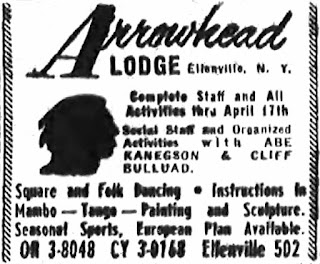 Arrowhead
LODGE Ellenville, N. Y.
Complete Staff and All
Activities thru April 17th
Social Staff and Organized
Activities with ABE
KANEGSON & CLIFF
BULLUAD.
Square and Folk Dancing • Instructions in
Mambo — Tango — Painting and Sculpture.
Seasonal Sports, European Plan Available.
OR 3-8048 CY 3-0168 Ellenville 502